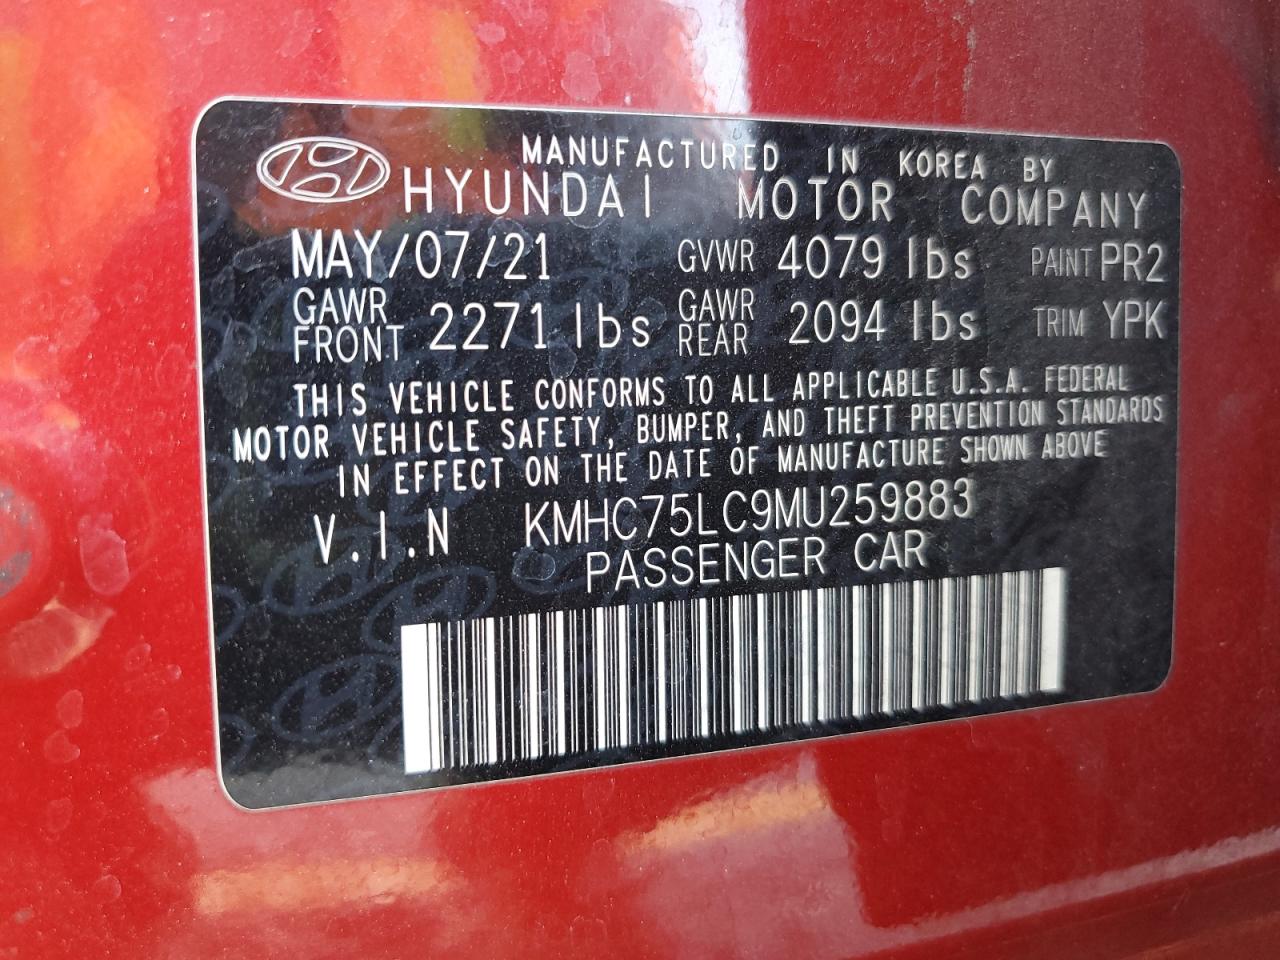 MANUFACTURED IN KOREA BY
HYUNDAI MOTOR COMPANY
MAY/07/21 GVWR 4079 lbs PAINT PR2
GAWR FRONT 2271 lbs GAWR REAR 2094 lbs TRIM YPK
THIS VEHICLE CONFORMS TO ALL APPLICABLE U.S.A. FEDERAL
MOTOR VEHICLE SAFETY, BUMPER, AND THEFT PREVENTION STANDARDS
IN EFFECT ON THE DATE OF MANUFACTURE SHOWN ABOVE
V.I.N KMHC75LC9MU259883
PASSENGER CAR